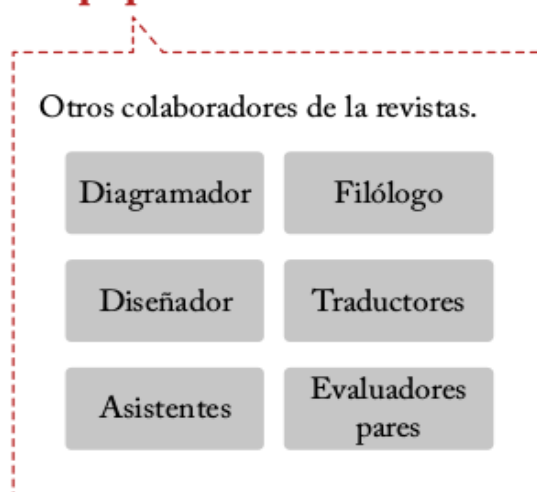 Otros colaboradores de la revistas.
Diagramador
Filólogo
Diseñador
Traductores
Asistentes
Evaluadores
pares